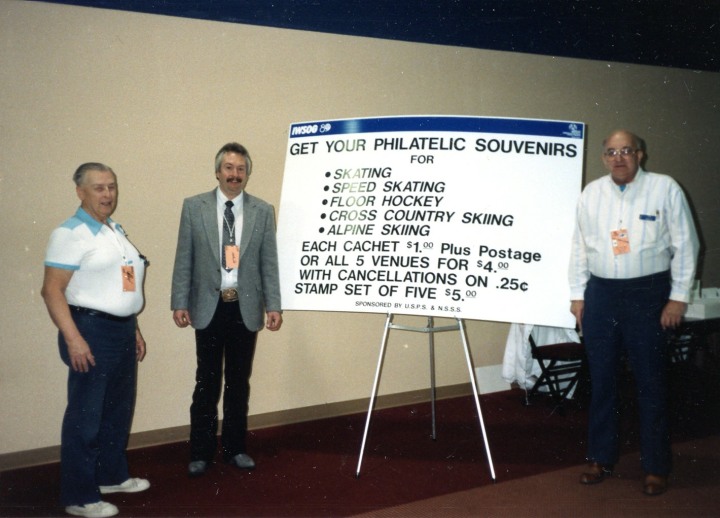 IWSOG 89
GET YOUR PHILATELIC SOUVENIRS
FOR
• SKATING
• SPEED SKATING
• FLOOR HOCKEY
• CROSS COUNTRY SKIING
• ALPINE SKIING
EACH CACHET $1.00 Plus Postage
OR ALL 5 VENUES FOR $4.00
WITH CANCELLATIONS ON .25¢
STAMP SET OF FIVE $5.00
SPONSORED BY U.S.P.S. & N.S.S.S.